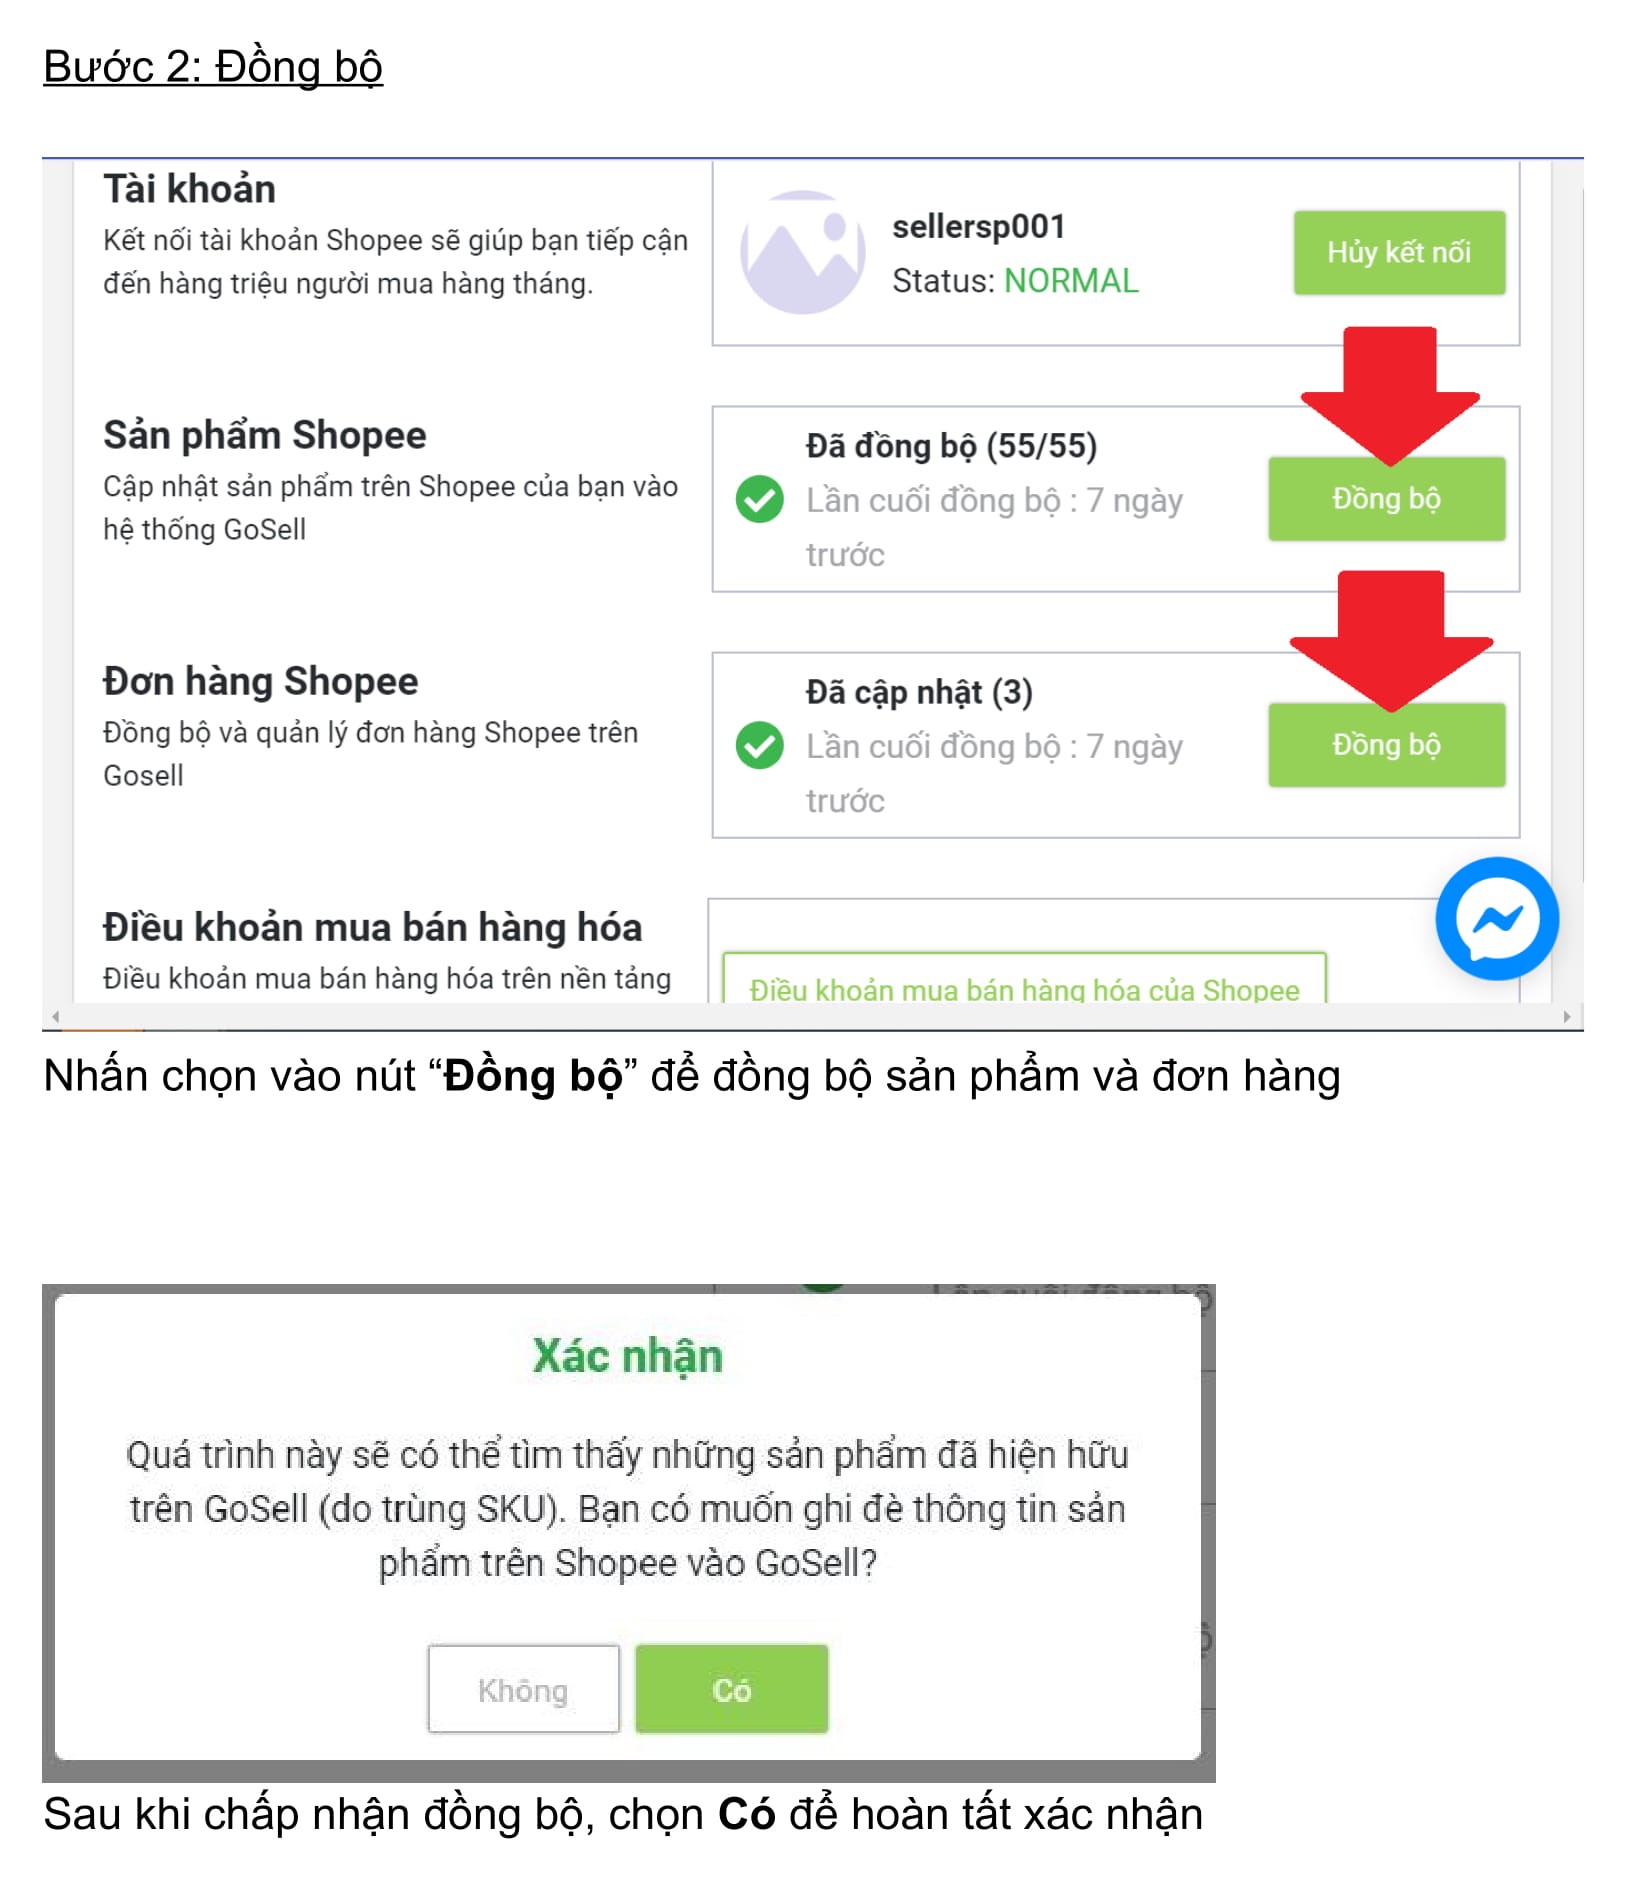 Bước 2: Đồng bộ
Tài khoản
Kết nối tài khoản Shopee sẽ giúp bạn tiếp cận
đến hàng triệu người mua hàng tháng.
sellersp001
Status: NORMAL
Hủy kết nối
Sản phẩm Shopee
Cập nhật sản phẩm trên Shopee của bạn vào
hệ thống GoSell
Đã đồng bộ (55/55)
Lần cuối đồng bộ : 7 ngày
trước
Đồng bộ
Đơn hàng Shopee
Đồng bộ và quản lý đơn hàng Shopee trên
Gosell
Đã cập nhật (3)
Lần cuối đồng bộ : 7 ngày
trước
Đồng bộ
Điều khoản mua bán hàng hóa
Điều khoản mua bán hàng hóa trên nền tảng
Điều khoản mua bán hàng hóa của Shopee
Nhấn chọn vào nút “Đồng bộ” để đồng bộ sản phẩm và đơn hàng
Lần cuối đồng bộ
Xác nhận
Quá trình này sẽ có thể tìm thấy những sản phẩm đã hiện hữu
trên GoSell (do trùng SKU). Bạn có muốn ghi đè thông tin sản
phẩm trên Shopee vào GoSell?
Không
Có
Sau khi chấp nhận đồng bộ, chọn Có để hoàn tất xác nhận